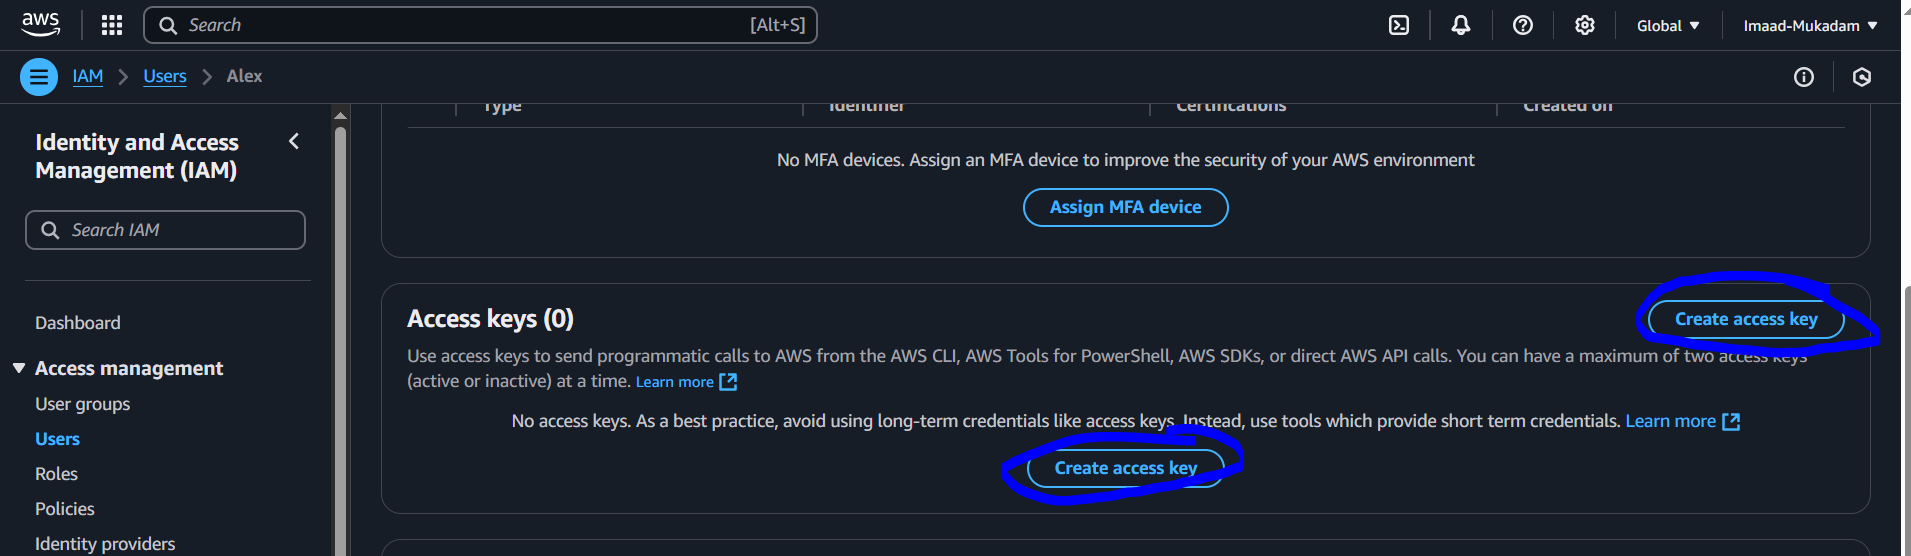 aws Search [Alt+S] Global Imaad-Mukadam
IAM > Users > Alex
Identity and Access
Management (IAM)
Search IAM
Dashboard
Access management
User groups
Users
Roles
Policies
Identity providers
Type Identifier Certifications Created on
No MFA devices. Assign an MFA device to improve the security of your AWS environment
Assign MFA device
Access keys (0) Create access key
Use access keys to send programmatic calls to AWS from the AWS CLI, AWS Tools for PowerShell, AWS SDKs, or direct AWS API calls. You can have a maximum of two access keys
(active or inactive) at a time. Learn more
No access keys. As a best practice, avoid using long-term credentials like access keys. Instead, use tools which provide short term credentials. Learn more
Create access key